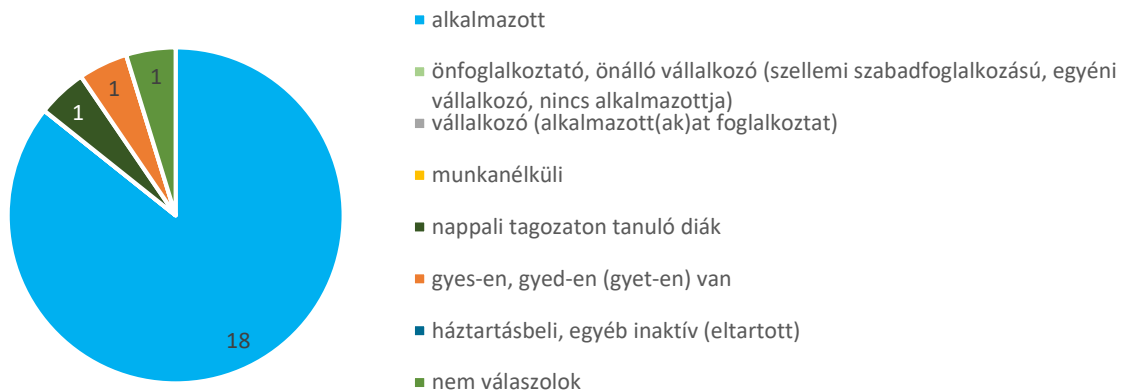 alkalmazott
önfoglalkoztató, önálló vállalkozó (szellemi szabadfoglalkozású, egyéni
vállalkozó, nincs alkalmazottja)
vállalkozó (alkalmazott(ak)at foglalkoztat)
munkanélküli
nappali tagozaton tanuló diák
gyes-en, gyed-en (gyet-en) van
háztartásbeli, egyéb inaktív (eltartott)
nem válaszolok
1
1
1
18